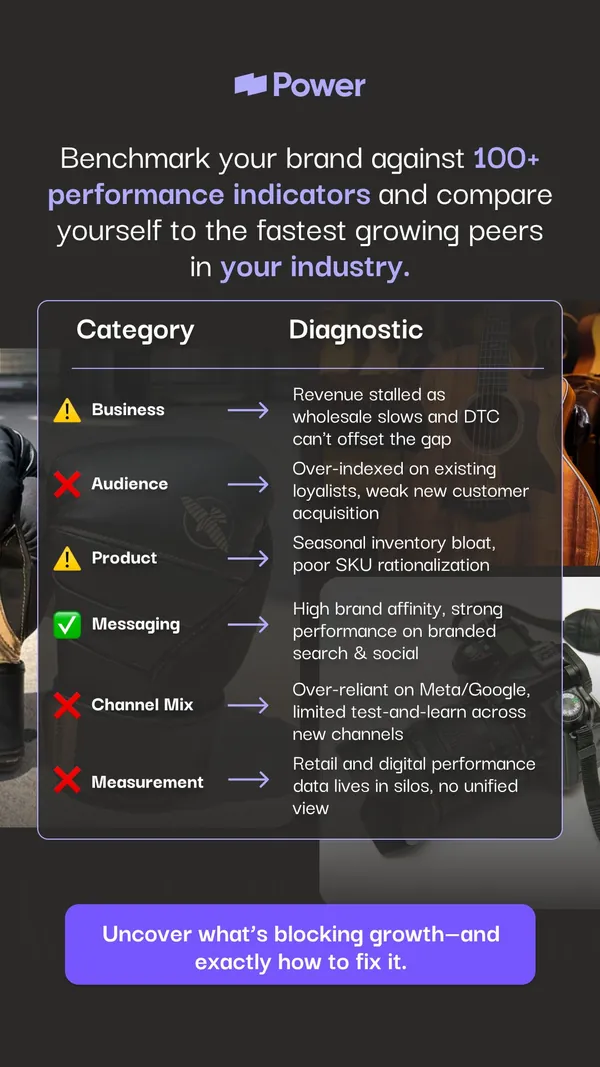 Power
Benchmark your brand against 100+
performance indicators and compare
yourself to the fastest growing peers
in your industry.
Category Diagnostic
Business
Revenue stalled as
wholesale slows and DTC
can't offset the gap
Audience
Over-indexed on existing
loyalists, weak new customer
acquisition
Product
Seasonal inventory bloat,
poor SKU rationalization
Messaging
High brand affinity, strong
performance on branded
search & social
Channel Mix
Over-reliant on Meta/Google,
limited test-and-learn across
new channels
Measurement
Retail and digital performance
data lives in silos, no unified
view
Uncover what's blocking growth—and
exactly how to fix it.